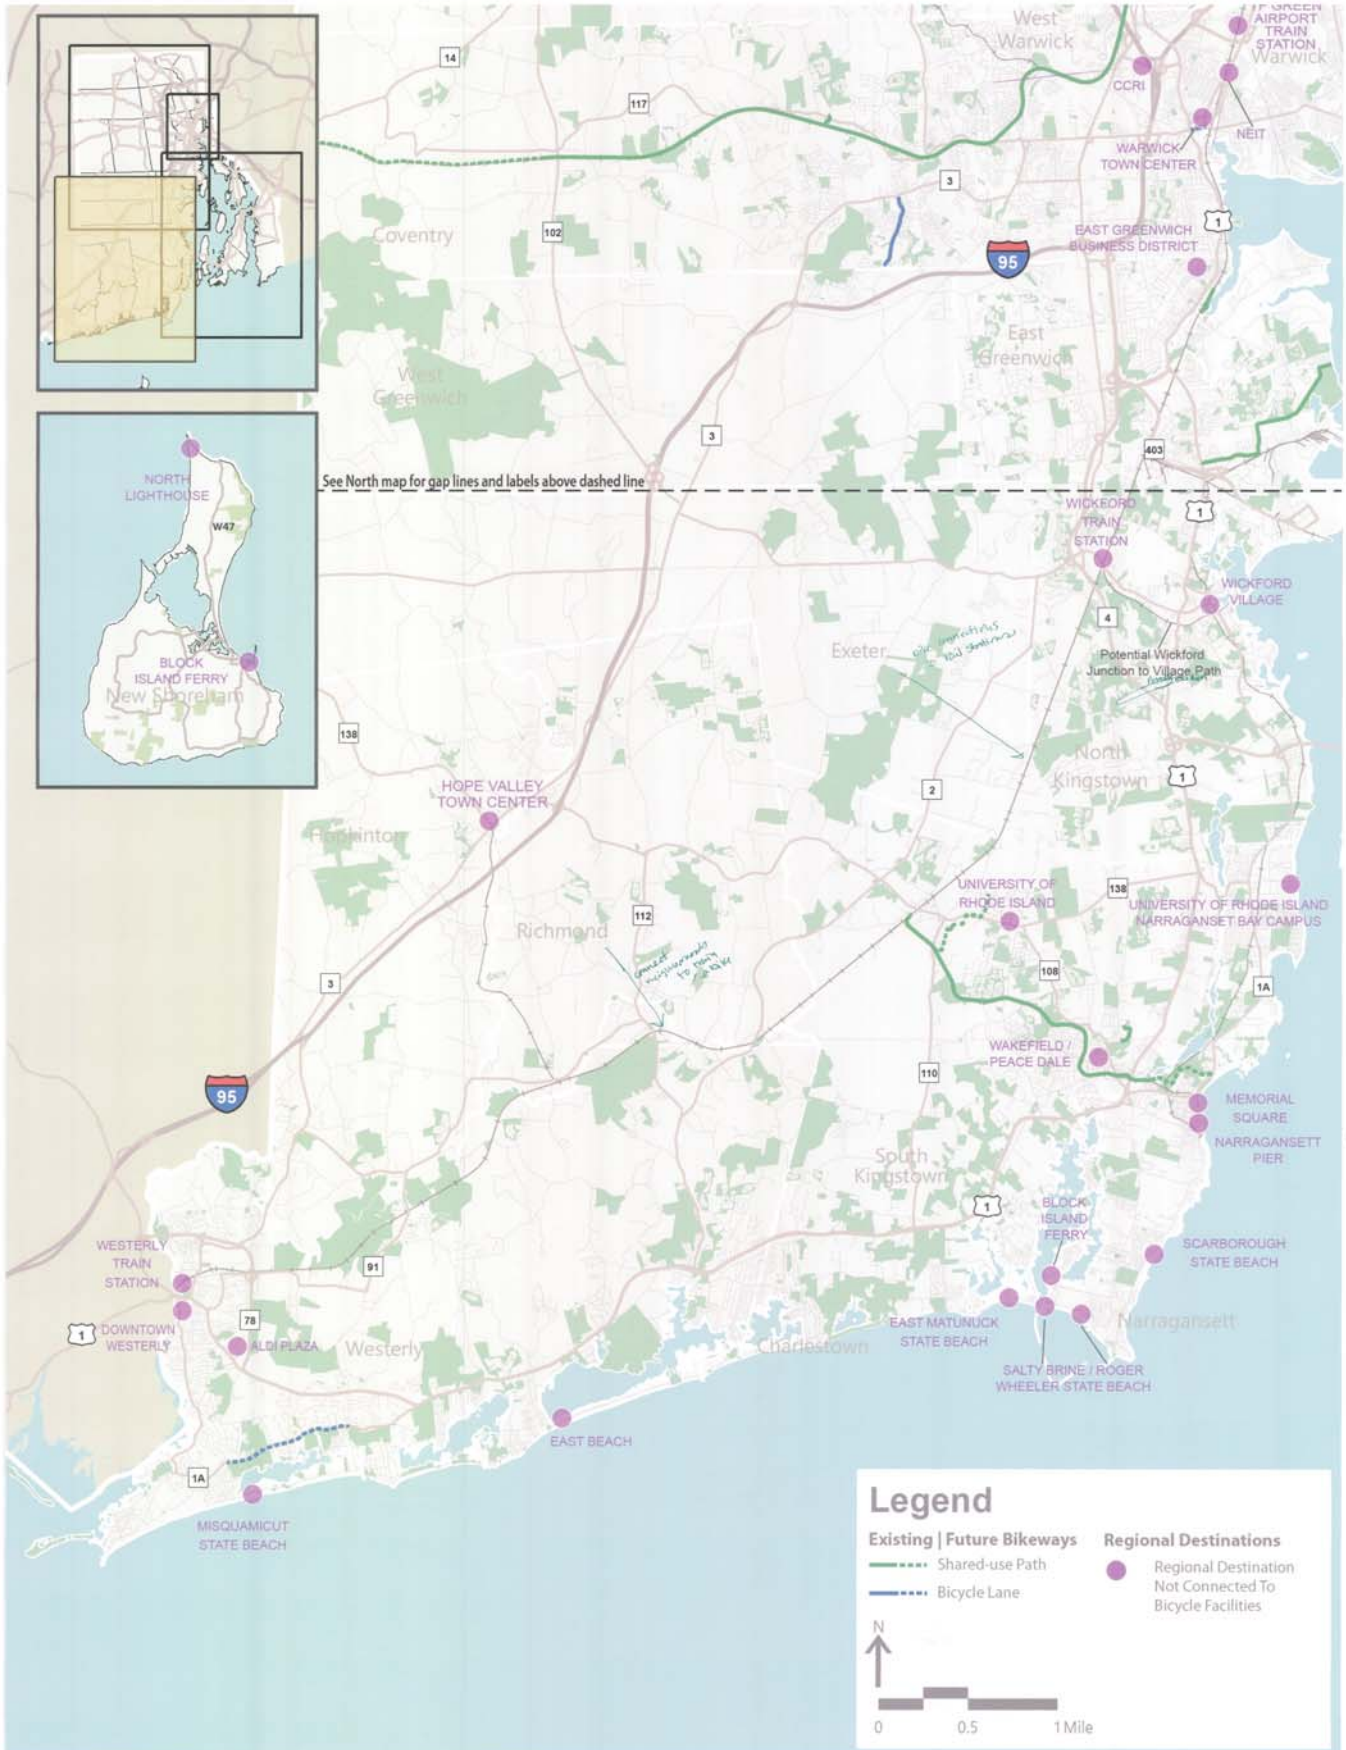 West
Warwick
GREEN
AIRPORT
TRAIN
STATION
Warwick
14
CCRI
117
NEIT
WARWICK
TOWN CENTER
3
1
Coventry
102
EAST GREENWICH
BUSINESS DISTRICT
95
East
Greenwich
West
Greenwich
3
403
NORTH
LIGHTHOUSE
W47
BLOCK
ISLAND FERRY
New Shoreham
See North map for gap lines and labels above dashed line
1
WICKFORD
TRAIN
STATION
WICKFORD
VILLAGE
4
Exeter
Potential Wickford
Junction to Village Path
138
North
Kingstown
1
HOPE VALLEY
TOWN CENTER
2
Hopkinton
UNIVERSITY OF
RHODE ISLAND
138
UNIVERSITY OF RHODE ISLAND
NARRAGANSET BAY CAMPUS
112
Richmond
connect
neighborhoods
to
108
1A
3
WAKEFIELD /
PEACE DALE
110
95
MEMORIAL
SQUARE
NARRAGANSETT
PIER
South
Kingstown
1
BLOCK
ISLAND
FERRY
WESTERLY
TRAIN
STATION
SCARBOROUGH
STATE BEACH
91
78
1
DOWNTOWN
WESTERLY
ALDI PLAZA
Westerly
Charlestown
EAST MATUNUCK
STATE BEACH
Narragansett
SALTY BRINE / ROGER
WHEELER STATE BEACH
EAST BEACH
1A
MISQUAMICUT
STATE BEACH
Legend
Existing | Future Bikeways
Shared-use Path
Bicycle Lane
Regional Destinations
Regional Destination
Not Connected To
Bicycle Facilities
N
0 0.5 1 Mile